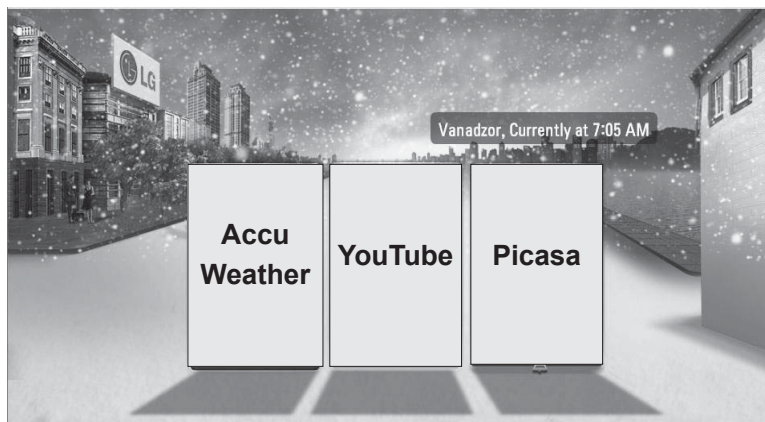 LG
Vanadzor, Currently at 7:05 AM
Accu
Weather
YouTube
Picasa